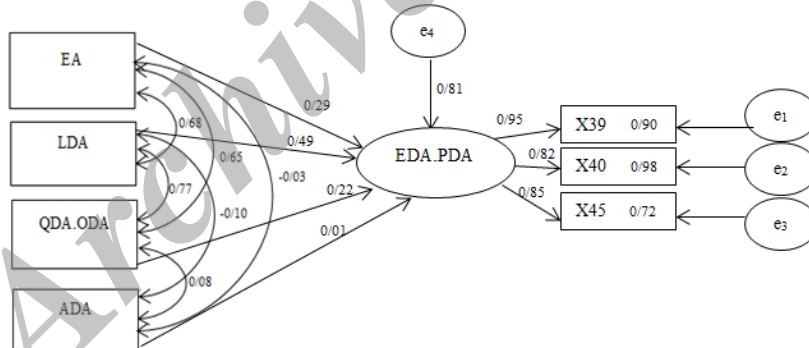 e4
EA
0/81
0/29
0/95
X39 0/90
e1
0/68
LDA
0/49
0/65
EDA.PDA
0/82
X40 0/98
e2
-0/03
0/77
0/22
0/85
QDA.ODA
-0/10
X45 0/72
e3
0/01
0/08
ADA
Archive